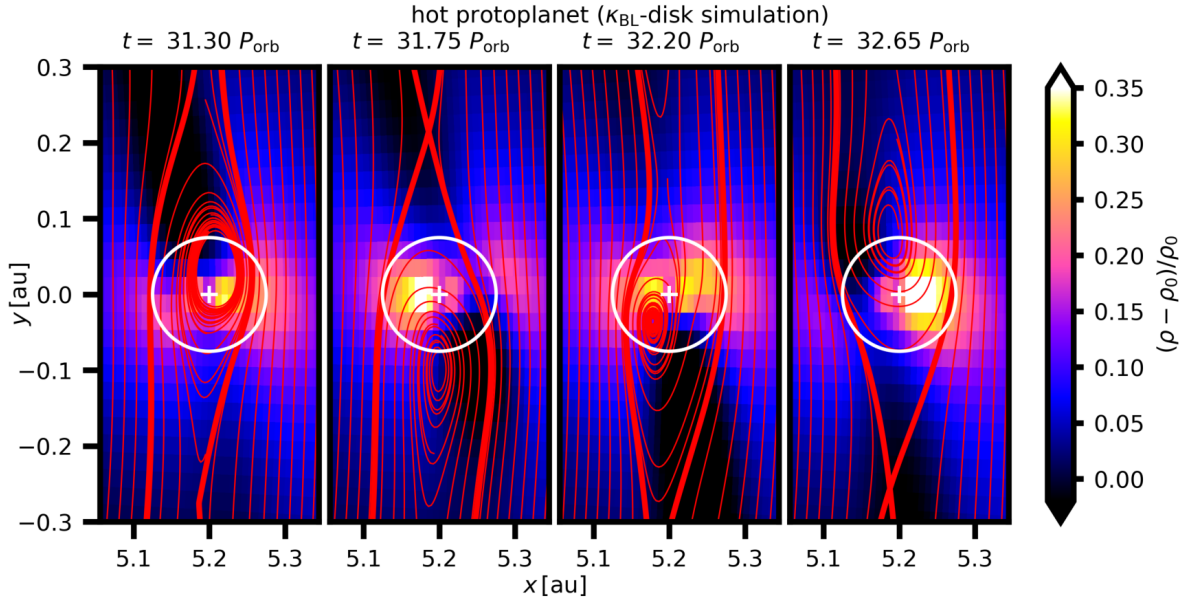 hot protoplanet (κBL-disk simulation)
t = 31.30 Porb
t = 31.75 Porb
t = 32.20 Porb
t = 32.65 Porb
0.3
0.2
0.1
0.0
−0.1
−0.2
−0.3
y [au]
5.1 5.2 5.3
5.1 5.2 5.3
5.1 5.2 5.3
5.1 5.2 5.3
x [au]
0.35
0.30
0.25
0.20
0.15
0.10
0.05
0.00
(ρ − ρ0)/ρ0